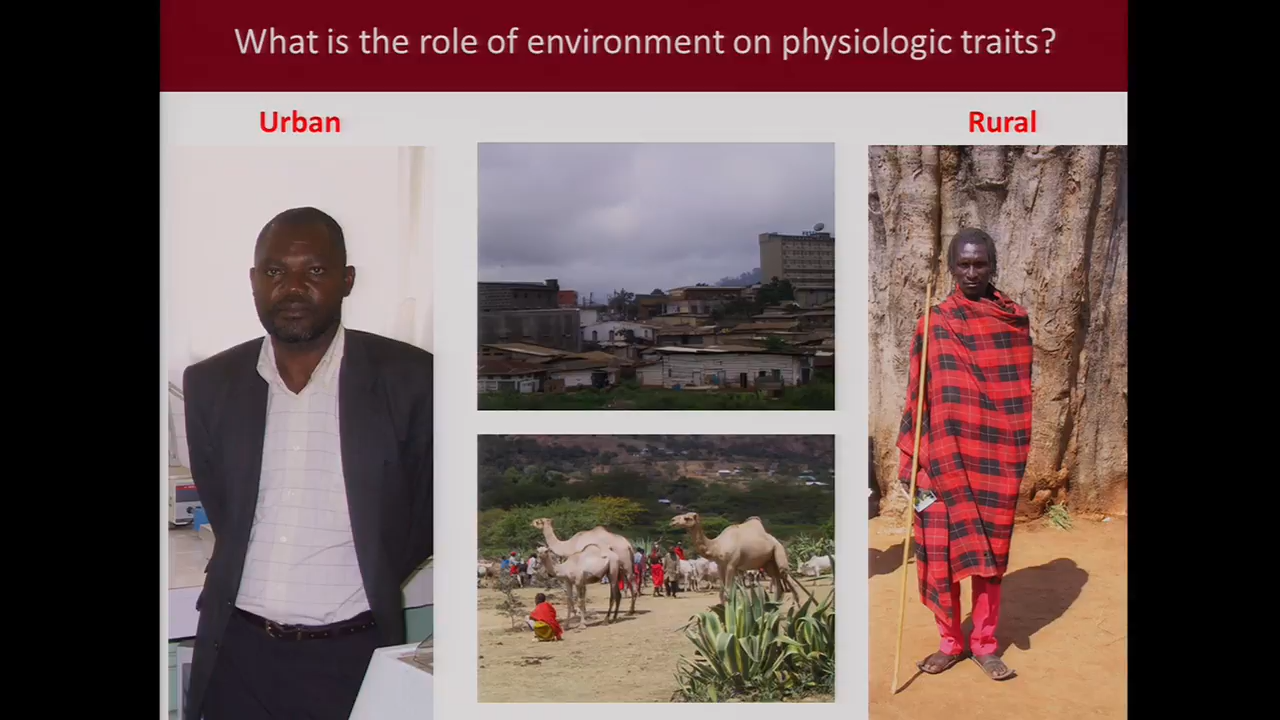 What is the role of environment on physiologic traits?
Urban
Rural